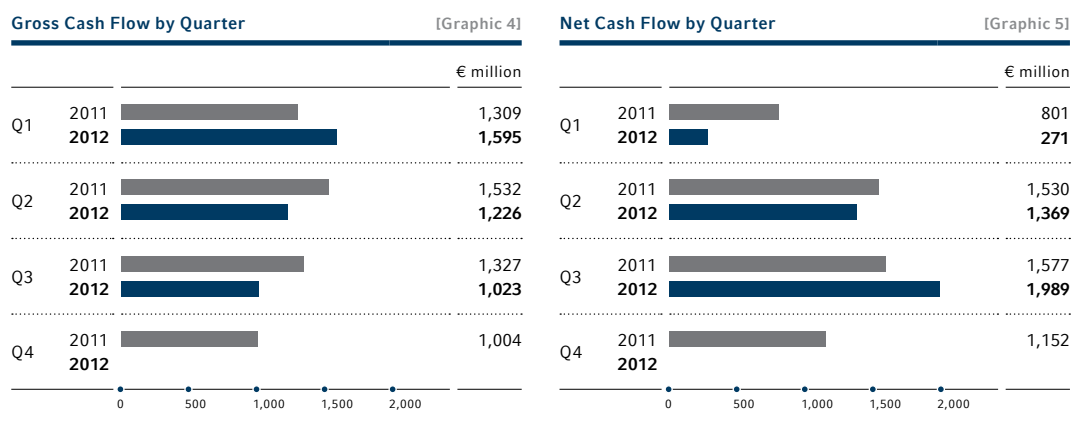 Gross Cash Flow by Quarter [Graphic 4]
€ million
Q1
2011 1,309
2012 1,595
Q2
2011 1,532
2012 1,226
Q3
2011 1,327
2012 1,023
Q4
2011 1,004
2012
0 500 1,000 1,500 2,000
Net Cash Flow by Quarter [Graphic 5]
€ million
Q1
2011 801
2012 271
Q2
2011 1,530
2012 1,369
Q3
2011 1,577
2012 1,989
Q4
2011 1,152
2012
0 500 1,000 1,500 2,000